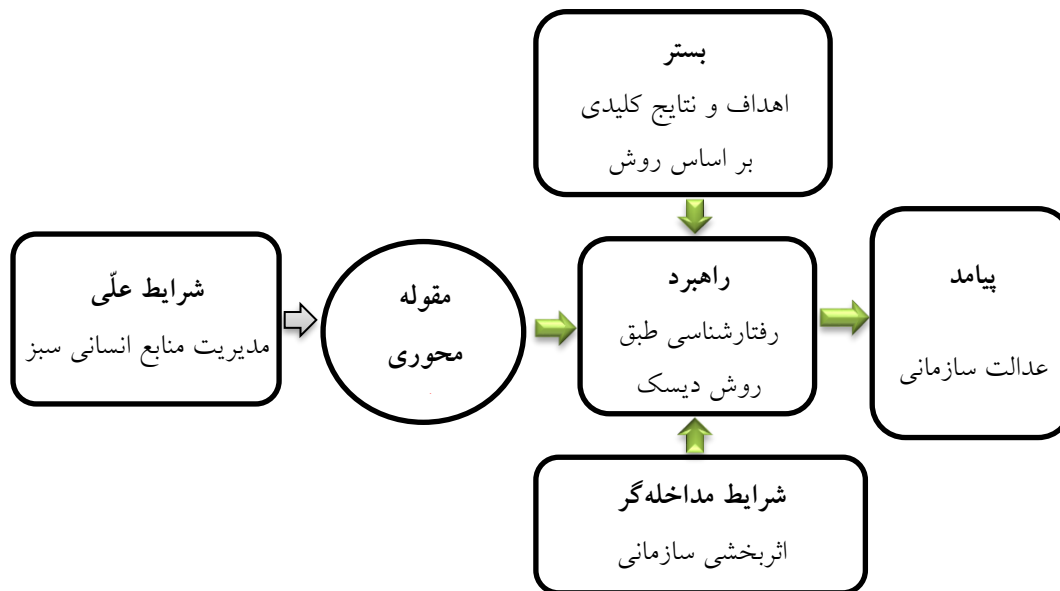 بستر
اهداف و نتایج کلیدی
بر اساس روش
شرایط علّی
مدیریت منابع انسانی سبز
مقوله
محوری
راهبرد
رفتارشناسی طبق
روش دیسک
پیامد
عدالت سازمانی
شرایط مداخله‌گر
اثربخشی سازمانی